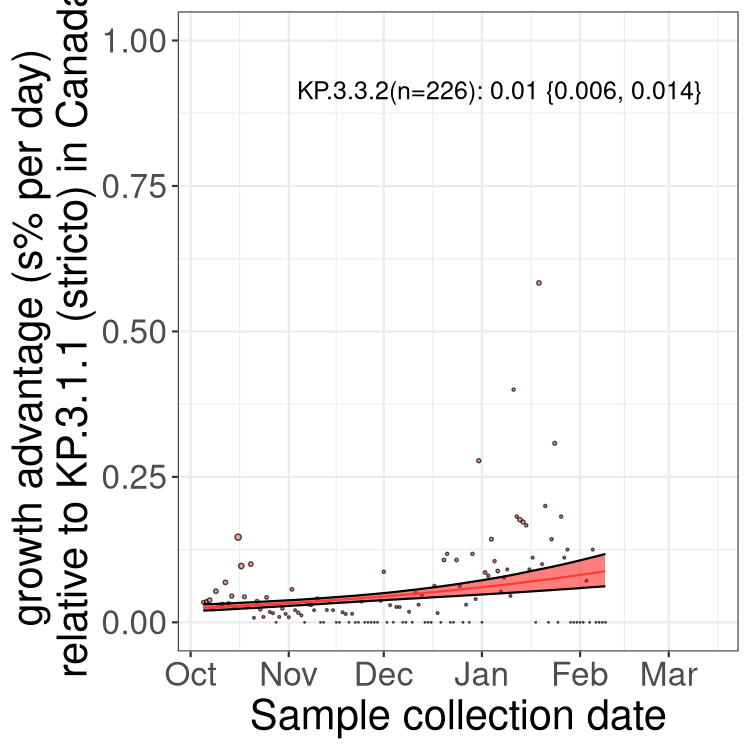 growth advantage (s% per day)
relative to KP.3.1.1 (stricto) in Canada
1.00
0.75
0.50
0.25
0.00
KP.3.3.2(n=226): 0.01 {0.006, 0.014}
Oct Nov Dec Jan Feb Mar
Sample collection date